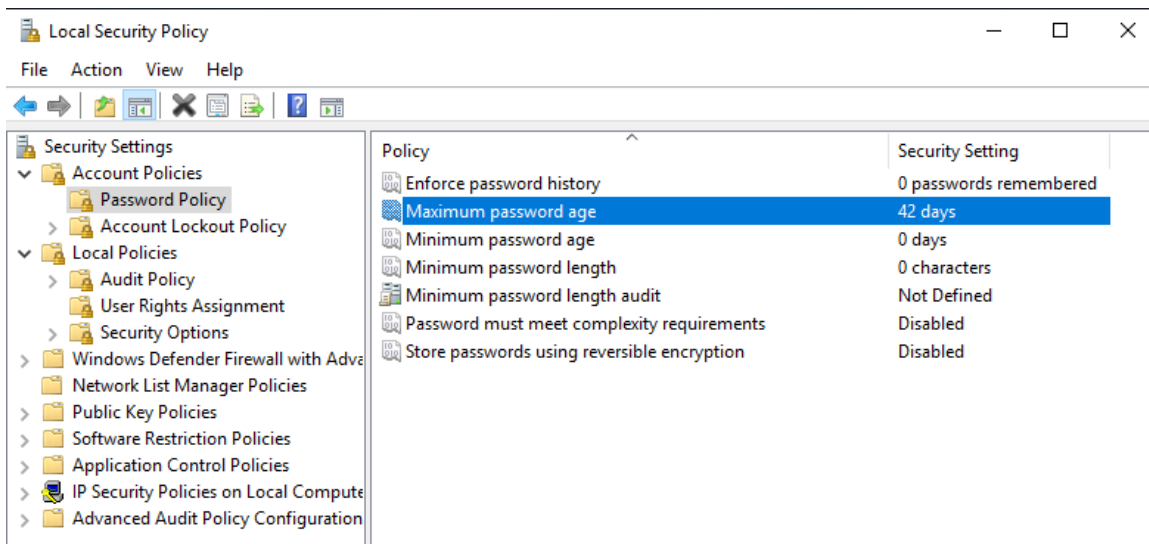 Local Security Policy
File Action View Help
Security Settings
Account Policies
Password Policy
Account Lockout Policy
Local Policies
Audit Policy
User Rights Assignment
Security Options
Windows Defender Firewall with Adva
Network List Manager Policies
Public Key Policies
Software Restriction Policies
Application Control Policies
IP Security Policies on Local Compute
Advanced Audit Policy Configuration
Policy Security Setting
Enforce password history 0 passwords remembered
Maximum password age 42 days
Minimum password age 0 days
Minimum password length 0 characters
Minimum password length audit Not Defined
Password must meet complexity requirements Disabled
Store passwords using reversible encryption Disabled